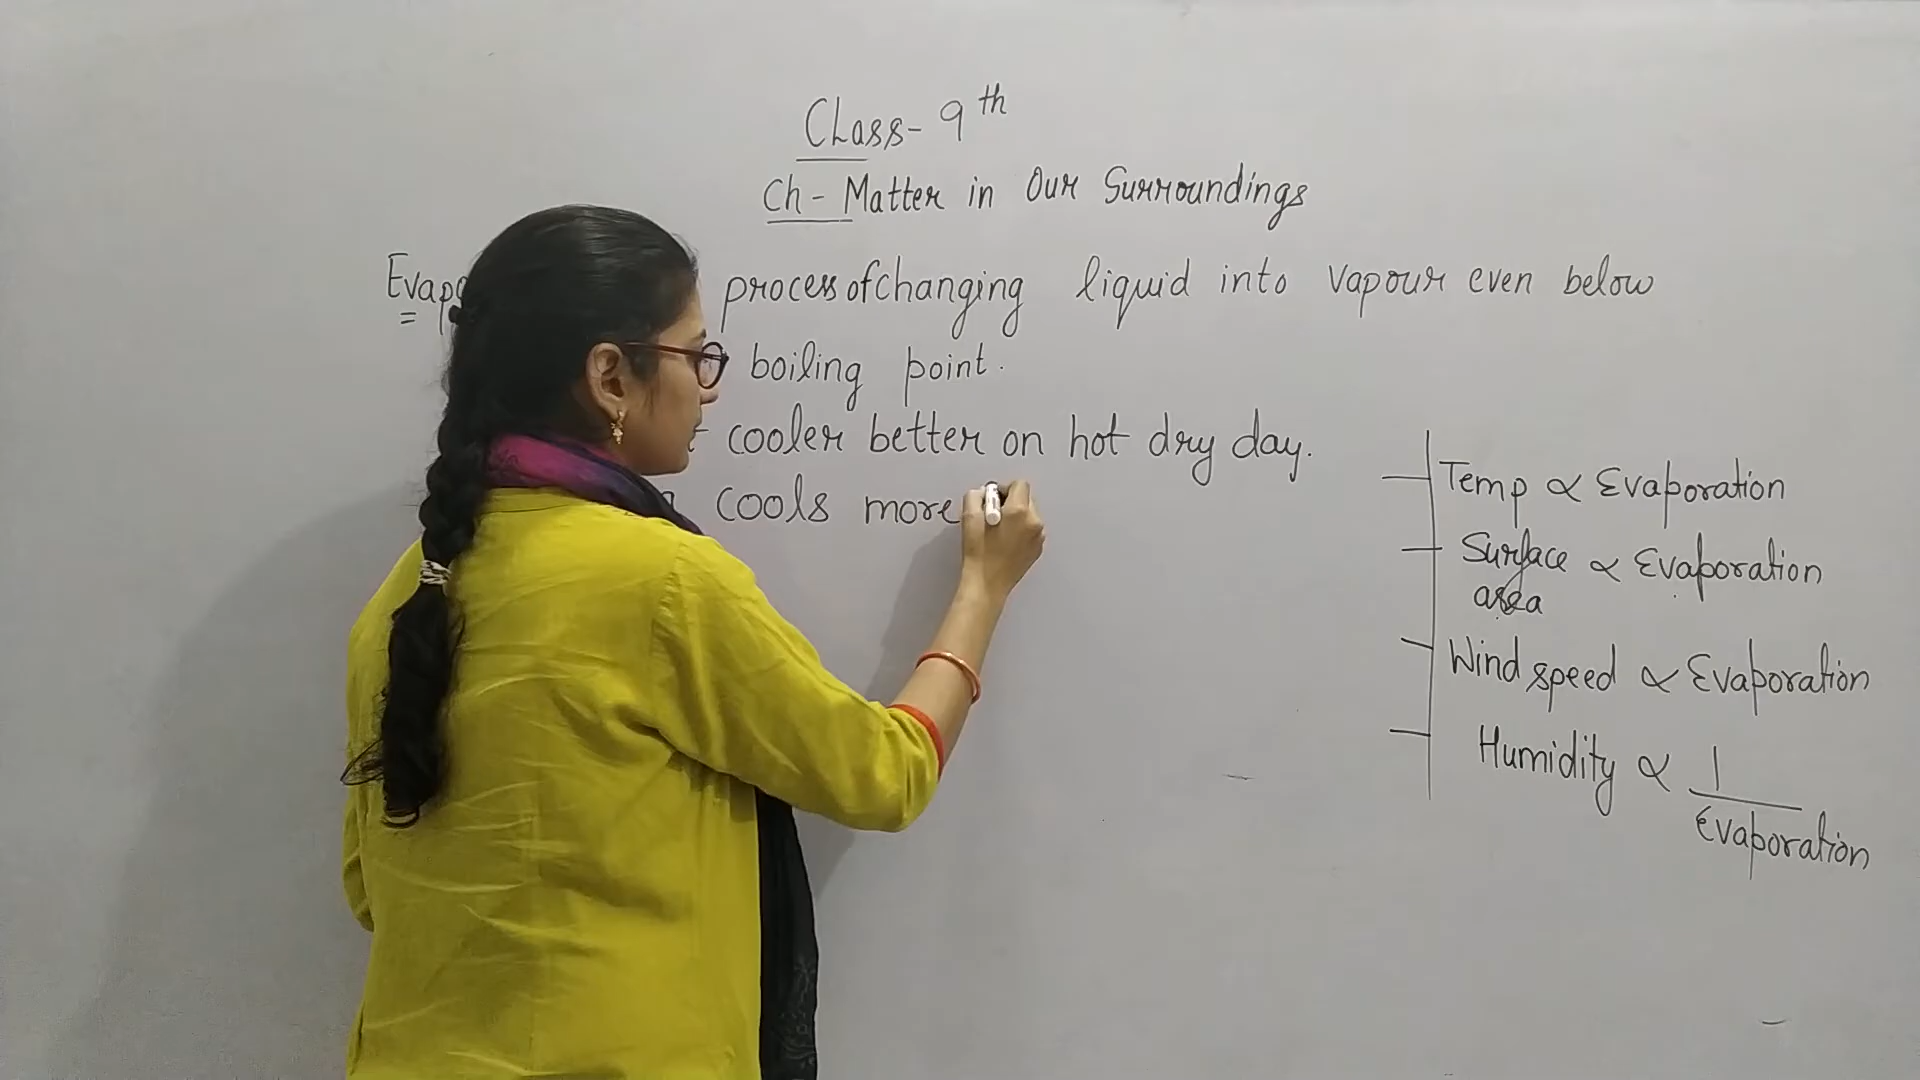 Class- 9th
Ch- Matter in Our Surroundings
process of changing liquid into vapour even below
boiling point.
cooler better on hot dry day.
cools more
Temp ∝ Evaporation
Surface area ∝ Evaporation
Wind speed ∝ Evaporation
Humidity ∝ 1/Evaporation